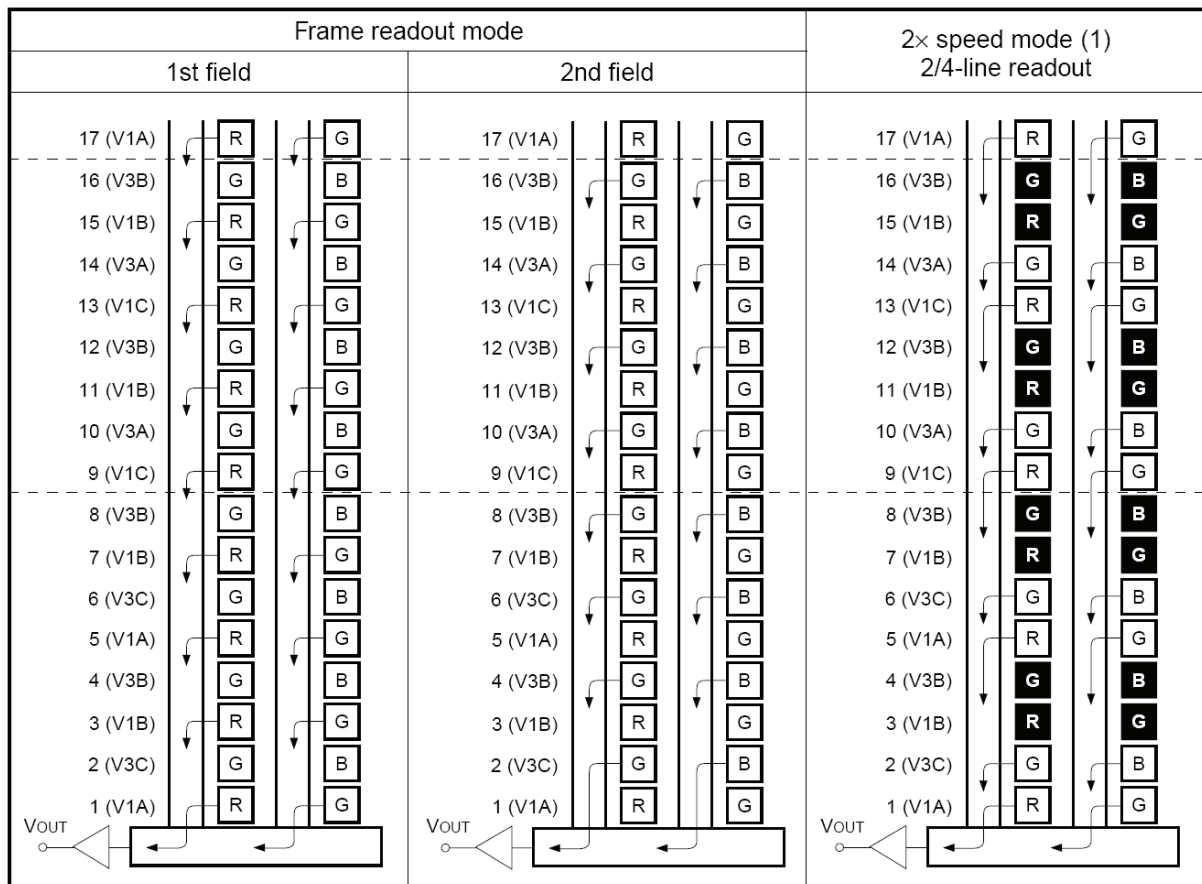 Frame readout mode
2× speed mode (1)
2/4-line readout
1st field
2nd field
17 (V1A) R G 17 (V1A) R G 17 (V1A) R G
16 (V3B) G B 16 (V3B) G B 16 (V3B) G B
15 (V1B) R G 15 (V1B) R G 15 (V1B) R G
14 (V3A) G B 14 (V3A) G B 14 (V3A) G B
13 (V1C) R G 13 (V1C) R G 13 (V1C) R G
12 (V3B) G B 12 (V3B) G B 12 (V3B) G B
11 (V1B) R G 11 (V1B) R G 11 (V1B) R G
10 (V3A) G B 10 (V3A) G B 10 (V3A) G B
9 (V1C) R G 9 (V1C) R G 9 (V1C) R G
8 (V3B) G B 8 (V3B) G B 8 (V3B) G B
7 (V1B) R G 7 (V1B) R G 7 (V1B) R G
6 (V3C) G B 6 (V3C) G B 6 (V3C) G B
5 (V1A) R G 5 (V1A) R G 5 (V1A) R G
4 (V3B) G B 4 (V3B) G B 4 (V3B) G B
3 (V1B) R G 3 (V1B) R G 3 (V1B) R G
2 (V3C) G B 2 (V3C) G B 2 (V3C) G B
1 (V1A) R G 1 (V1A) R G 1 (V1A) R G
VOUT VOUT VOUT